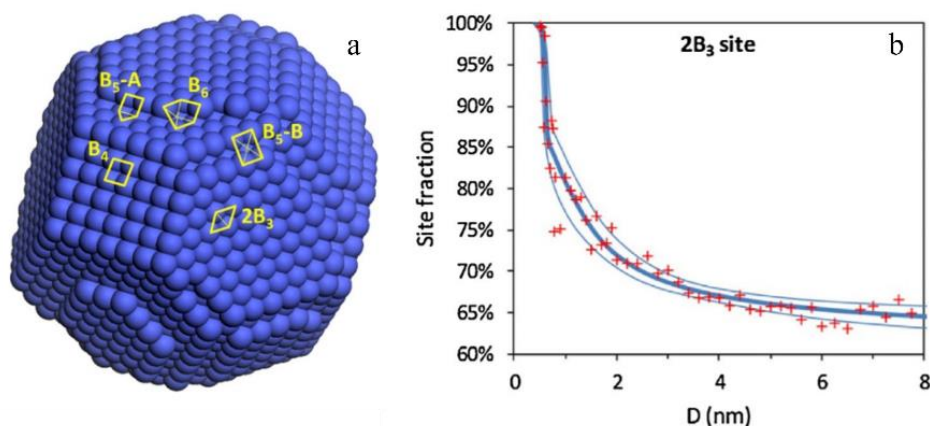 a
B5-A
B6
B5-B
B4
2B3
b
2B3 site
100%
95%
90%
85%
80%
75%
70%
65%
60%
Site fraction
0 2 4 6 8
D (nm)